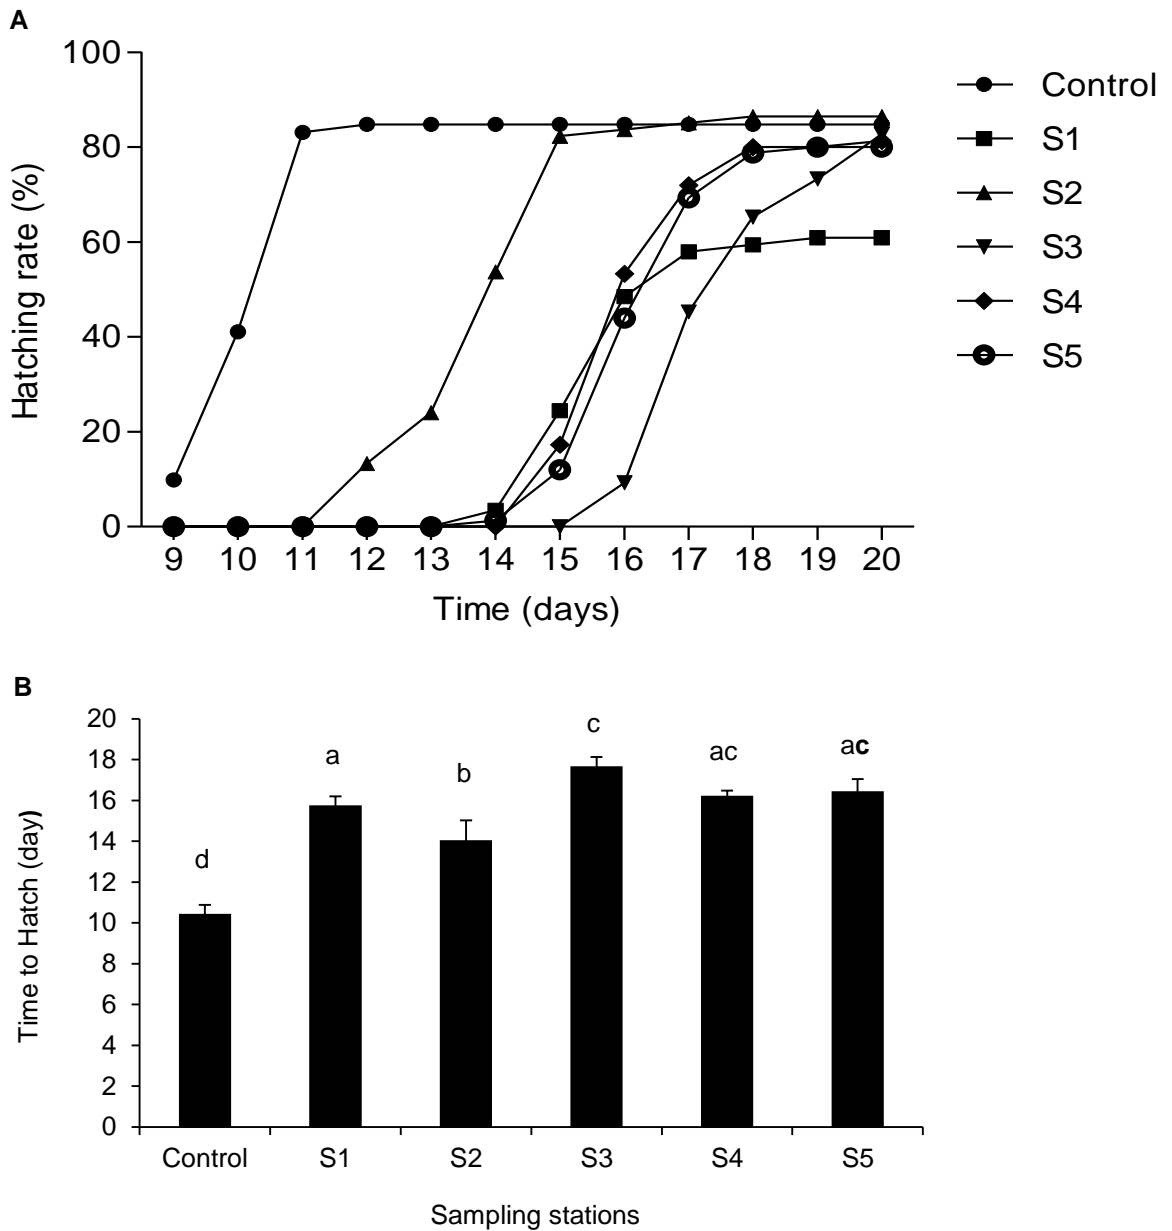 A
100
80
60
40
20
0
Hatching rate (%)
9 10 11 12 13 14 15 16 17 18 19 20
Time (days)
Control
S1
S2
S3
S4
S5
B
20
18
16
14
12
10
8
6
4
2
0
Time to Hatch (day)
d
a
b
c
ac
ac
Control S1 S2 S3 S4 S5
Sampling stations